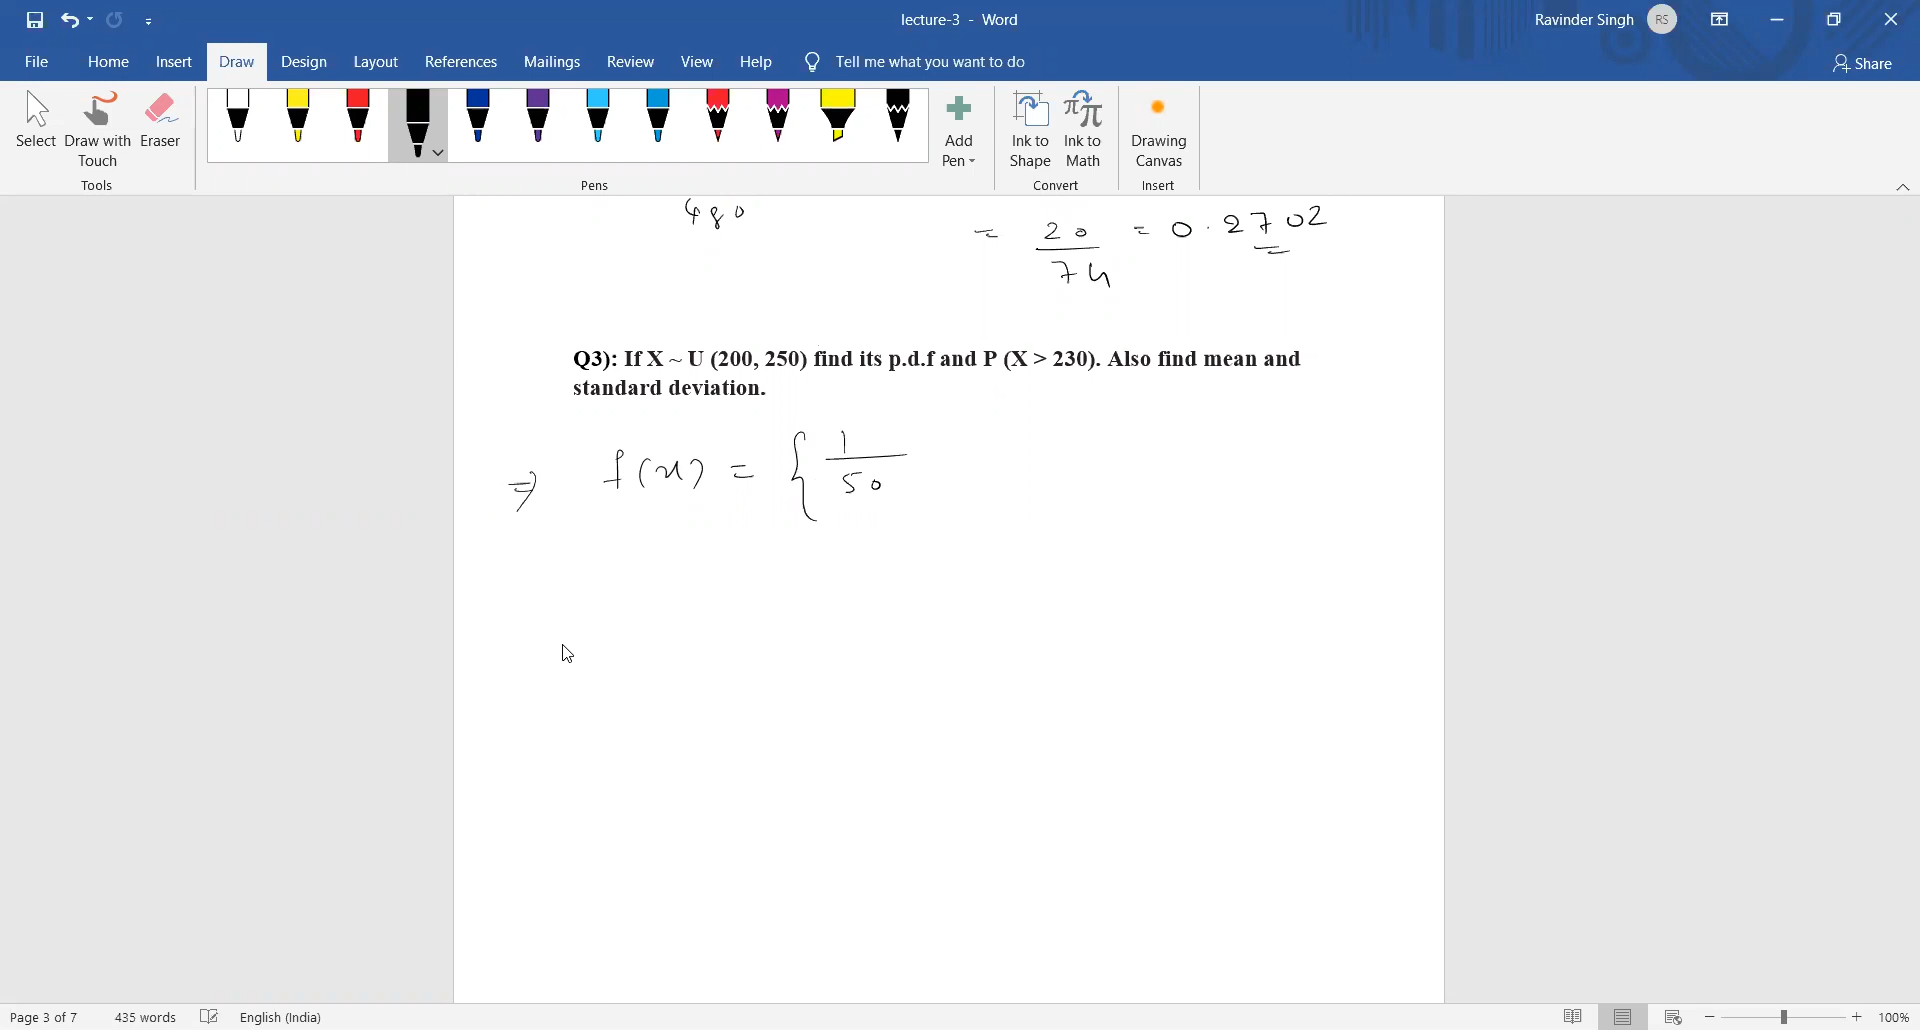 lecture-3 - Word
Ravinder Singh RS
File Home Insert Draw Design Layout References Mailings Review View Help Tell me what you want to do Share
Select Draw with Touch Eraser Add Pen Ink to Shape Ink to Math Drawing Canvas
Tools Pens Convert Insert
480
= 20/74 = 0.2702
Q3): If X ~ U (200, 250) find its p.d.f and P (X > 230). Also find mean and
standard deviation.
⇒ f(x) = { 1/50
Page 3 of 7 435 words English (India) 100%